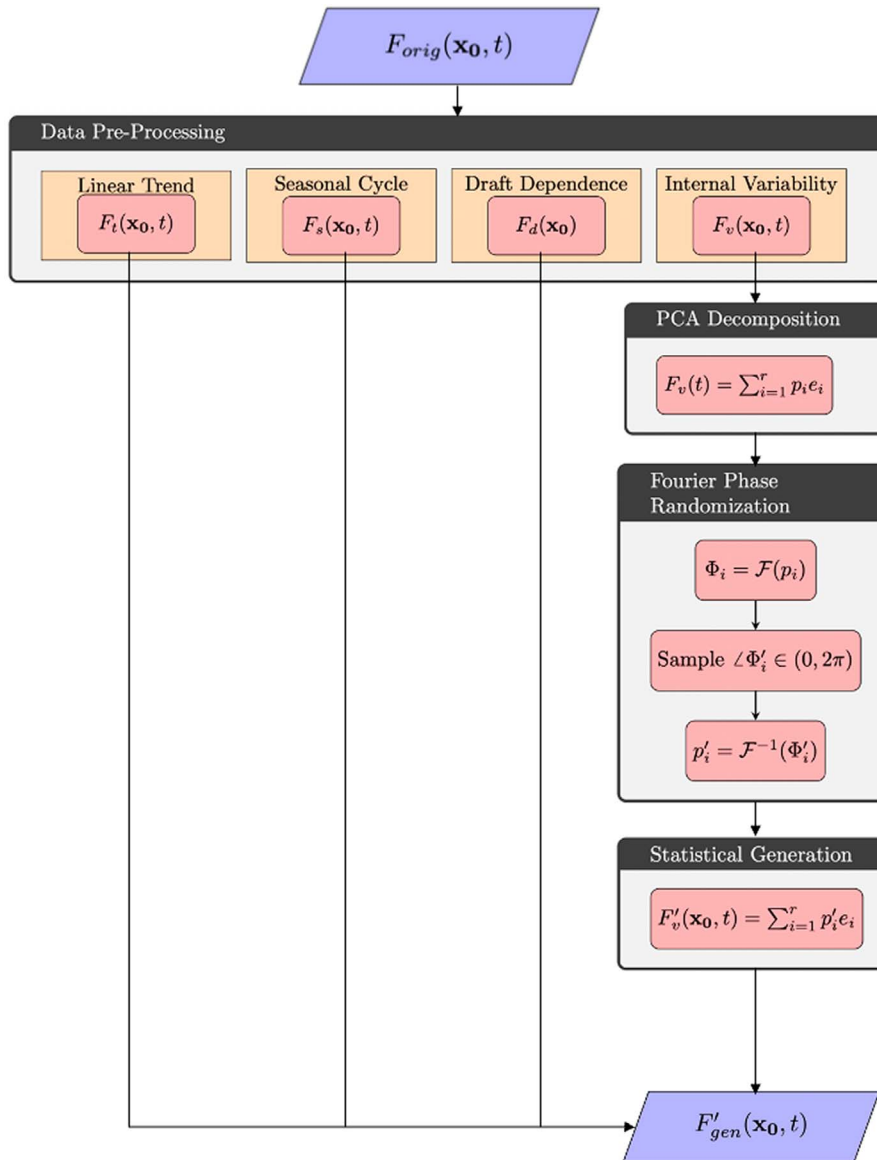 F_{orig}(x_0, t)
Data Pre-Processing
Linear Trend
F_t(x_0, t)
Seasonal Cycle
F_s(x_0, t)
Draft Dependence
F_d(x_0)
Internal Variability
F_v(x_0, t)
PCA Decomposition
F_v(t) = ∑_{i=1}^{r} p_i e_i
Fourier Phase
Randomization
Φ_i = ℱ(p_i)
Sample ∠Φ′_i ∈ (0, 2π)
p′_i = ℱ^{-1}(Φ′_i)
Statistical Generation
F′_v(x_0, t) = ∑_{i=1}^{r} p′_i e_i
F′_{gen}(x_0, t)